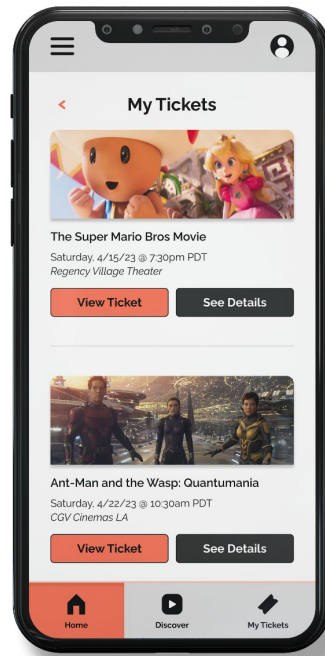 My Tickets
The Super Mario Bros Movie
Saturday, 4/15/23 @ 7:30pm PDT
Regency Village Theater
View Ticket
See Details
Ant-Man and the Wasp: Quantumania
Saturday, 4/22/23 @ 10:30am PDT
CGV Cinemas LA
View Ticket
See Details
Home
Discover
My Tickets